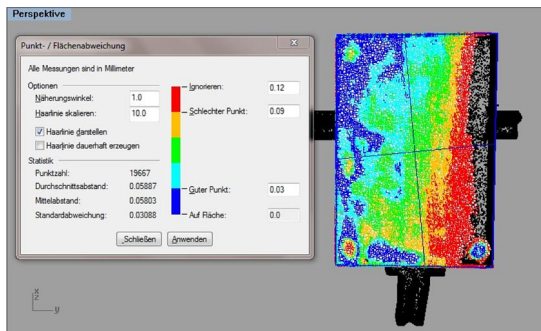 Perspektive
Punkt- / Flächenabweichung
Alle Messungen sind in Millimeter
Optionen
Näherungswinkel: 1.0
Haarlinie skalieren: 10.0
Haarlinie darstellen
Haarlinie dauerhaft erzeugen
Statistik
Punktzahl: 19667
Durchschnittsabstand: 0.05887
Mittelabstand: 0.05803
Standardabweichung: 0.03088
Ignorieren: 0.12
Schlechter Punkt: 0.09
Guter Punkt: 0.03
Auf Fläche: 0.0
Schließen Anwenden
z
x
y